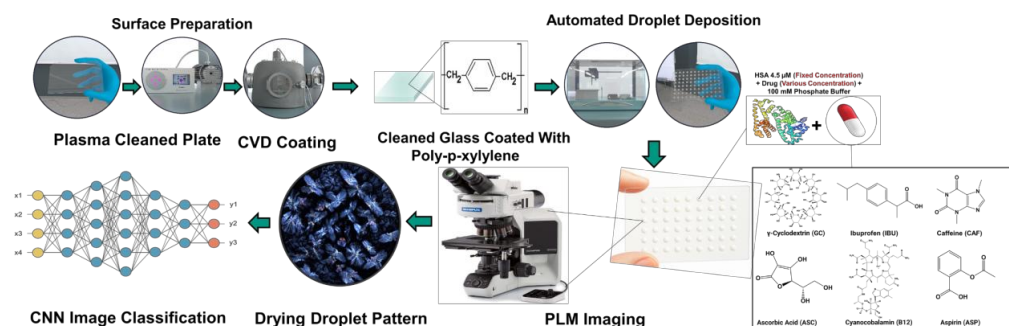 Surface Preparation
Automated Droplet Deposition
CH₂
CH₂
n
HSA 4.5 µM (Fixed Concentration)
+ Drug (Various Concentration) +
100 mM Phosphate Buffer
+
Plasma Cleaned Plate
CVD Coating
Cleaned Glass Coated With
Poly-p-xylylene
x1
x2
x3
x4
y1
y2
y3
γ-Cyclodextrin (GC)
Ibuprofen (IBU)
Caffeine (CAF)
Ascorbic Acid (ASC)
Cyanocobalamin (B12)
Aspirin (ASP)
CNN Image Classification
Drying Droplet Pattern
PLM Imaging